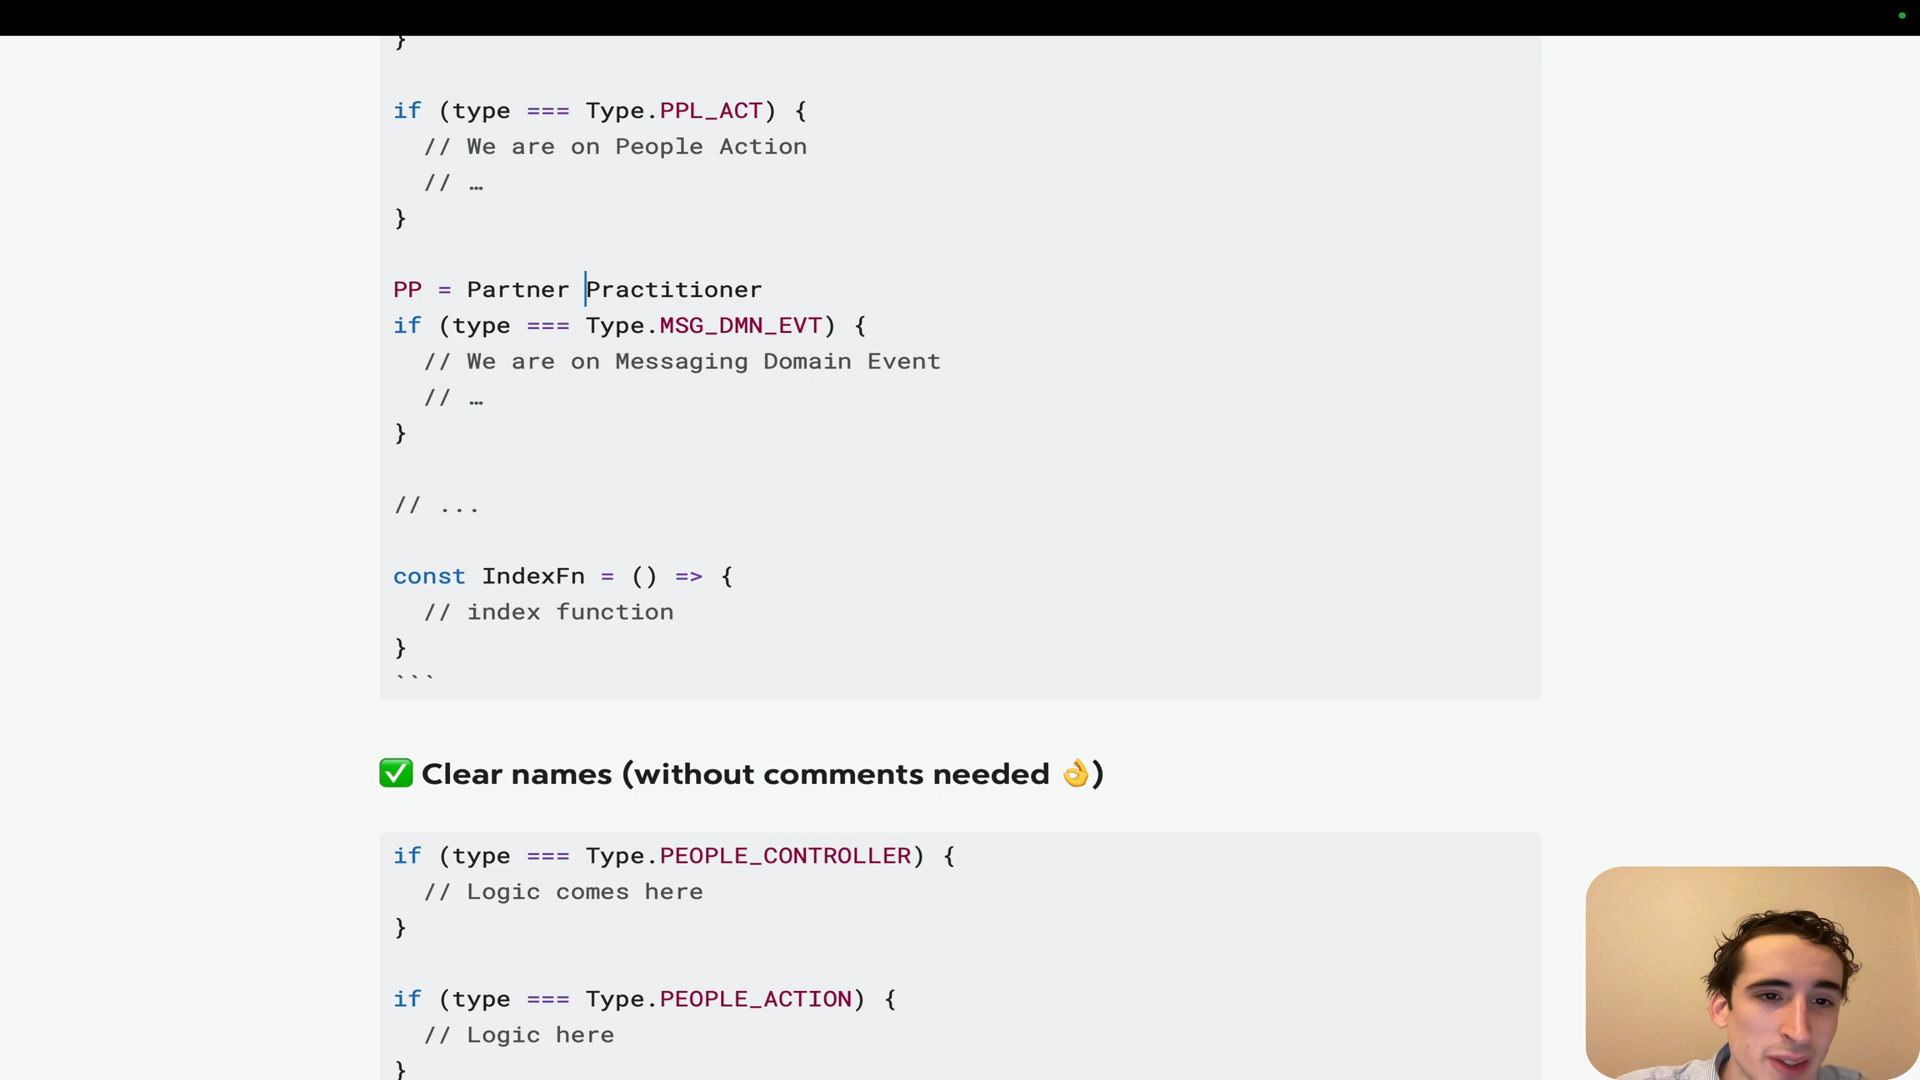 }
if (type === Type.PPL_ACT) {
// We are on People Action
// …
}
PP = Partner Practitioner
if (type === Type.MSG_DMN_EVT) {
// We are on Messaging Domain Event
// …
}
// ...
const IndexFn = () => {
// index function
}
```
✅ Clear names (without comments needed 👌)
if (type === Type.PEOPLE_CONTROLLER) {
// Logic comes here
}
if (type === Type.PEOPLE_ACTION) {
// Logic here
}